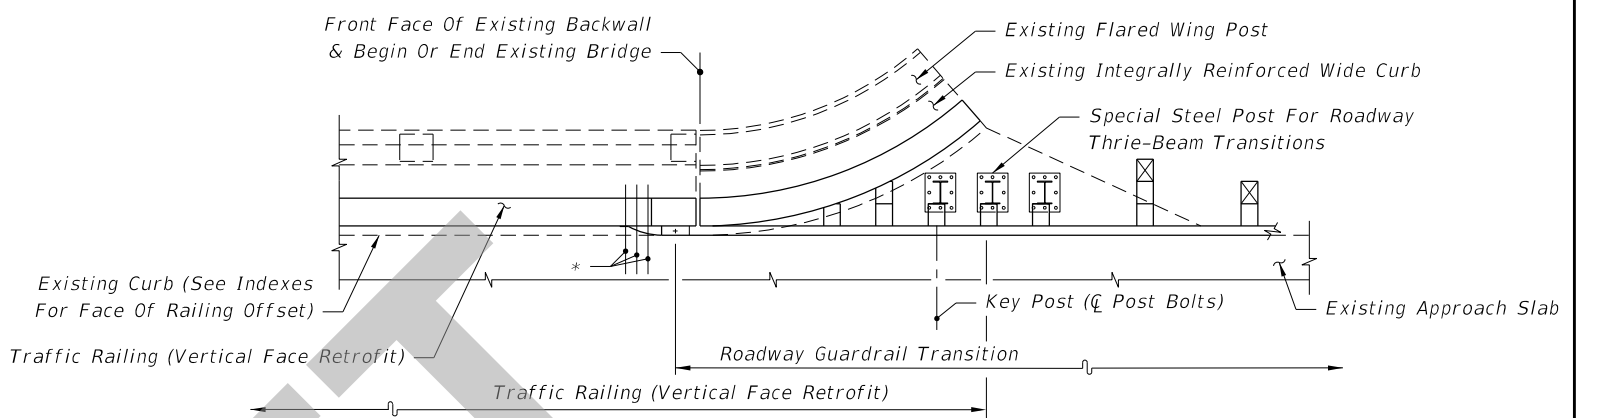 Front Face Of Existing Backwall
& Begin Or End Existing Bridge
Existing Flared Wing Post
Existing Integrally Reinforced Wide Curb
Special Steel Post For Roadway
Thrie-Beam Transitions
*
Existing Curb (See Indexes
For Face Of Railing Offset)
Key Post (℄ Post Bolts)
Existing Approach Slab
Traffic Railing (Vertical Face Retrofit)
Roadway Guardrail Transition
Traffic Railing (Vertical Face Retrofit)